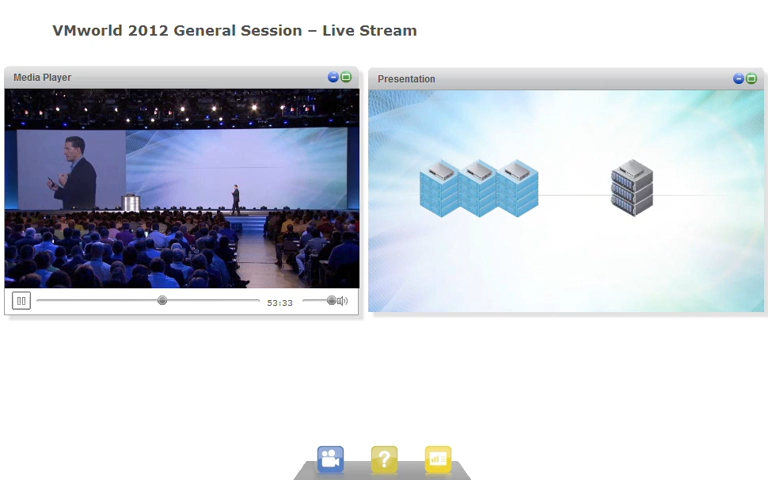 VMworld 2012 General Session – Live Stream
Media Player
Presentation
53:33
?